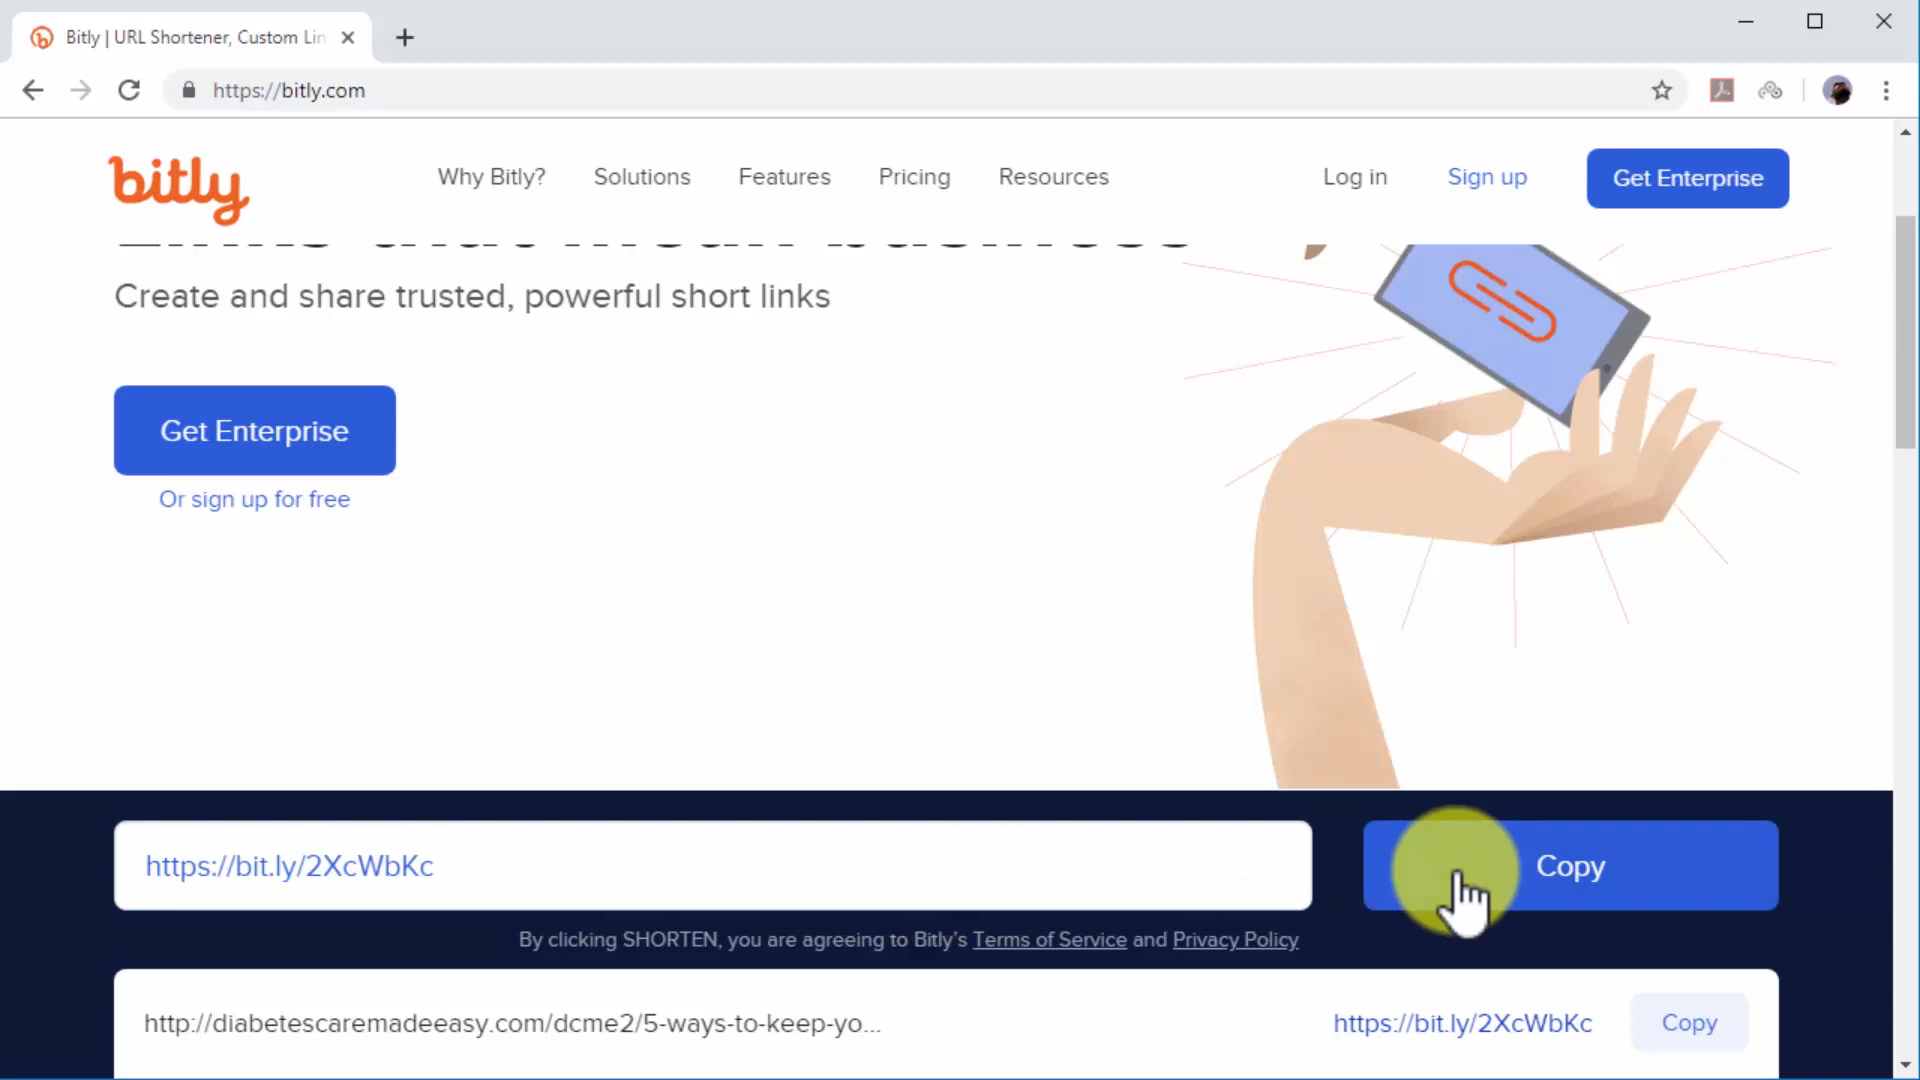 Bitly | URL Shortener, Custom Lin
https://bitly.com
bitly
Why Bitly? Solutions Features Pricing Resources Log in Sign up Get Enterprise
Create and share trusted, powerful short links
Get Enterprise
Or sign up for free
https://bit.ly/2XcWbKc Copy
By clicking SHORTEN, you are agreeing to Bitly’s Terms of Service and Privacy Policy
http://diabetescaremadeeasy.com/dcme2/5-ways-to-keep-yo... https://bit.ly/2XcWbKc Copy